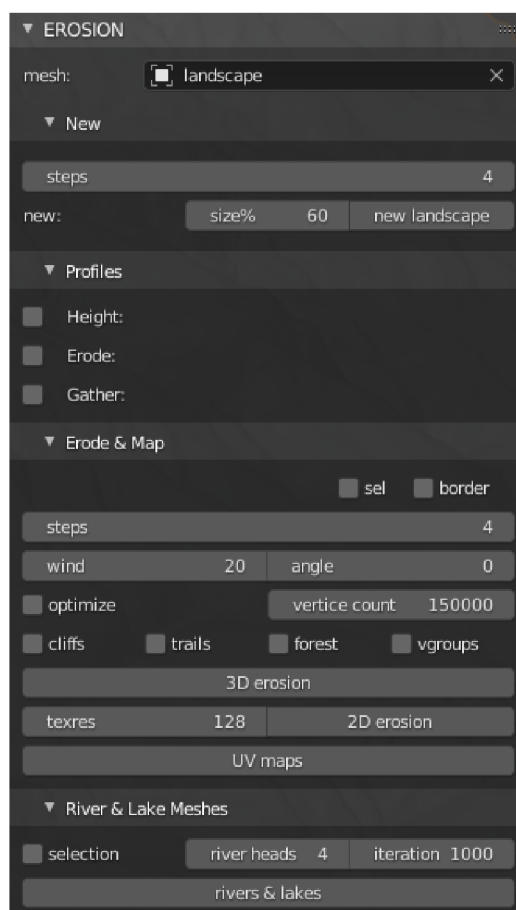 EROSION
mesh: landscape
New
steps 4
new: size% 60 new landscape
Profiles
Height:
Erode:
Gather:
Erode & Map
sel border
steps 4
wind 20 angle 0
optimize vertice count 150000
cliffs trails forest vgroups
3D erosion
texres 128 2D erosion
UV maps
River & Lake Meshes
selection river heads 4 iteration 1000
rivers & lakes